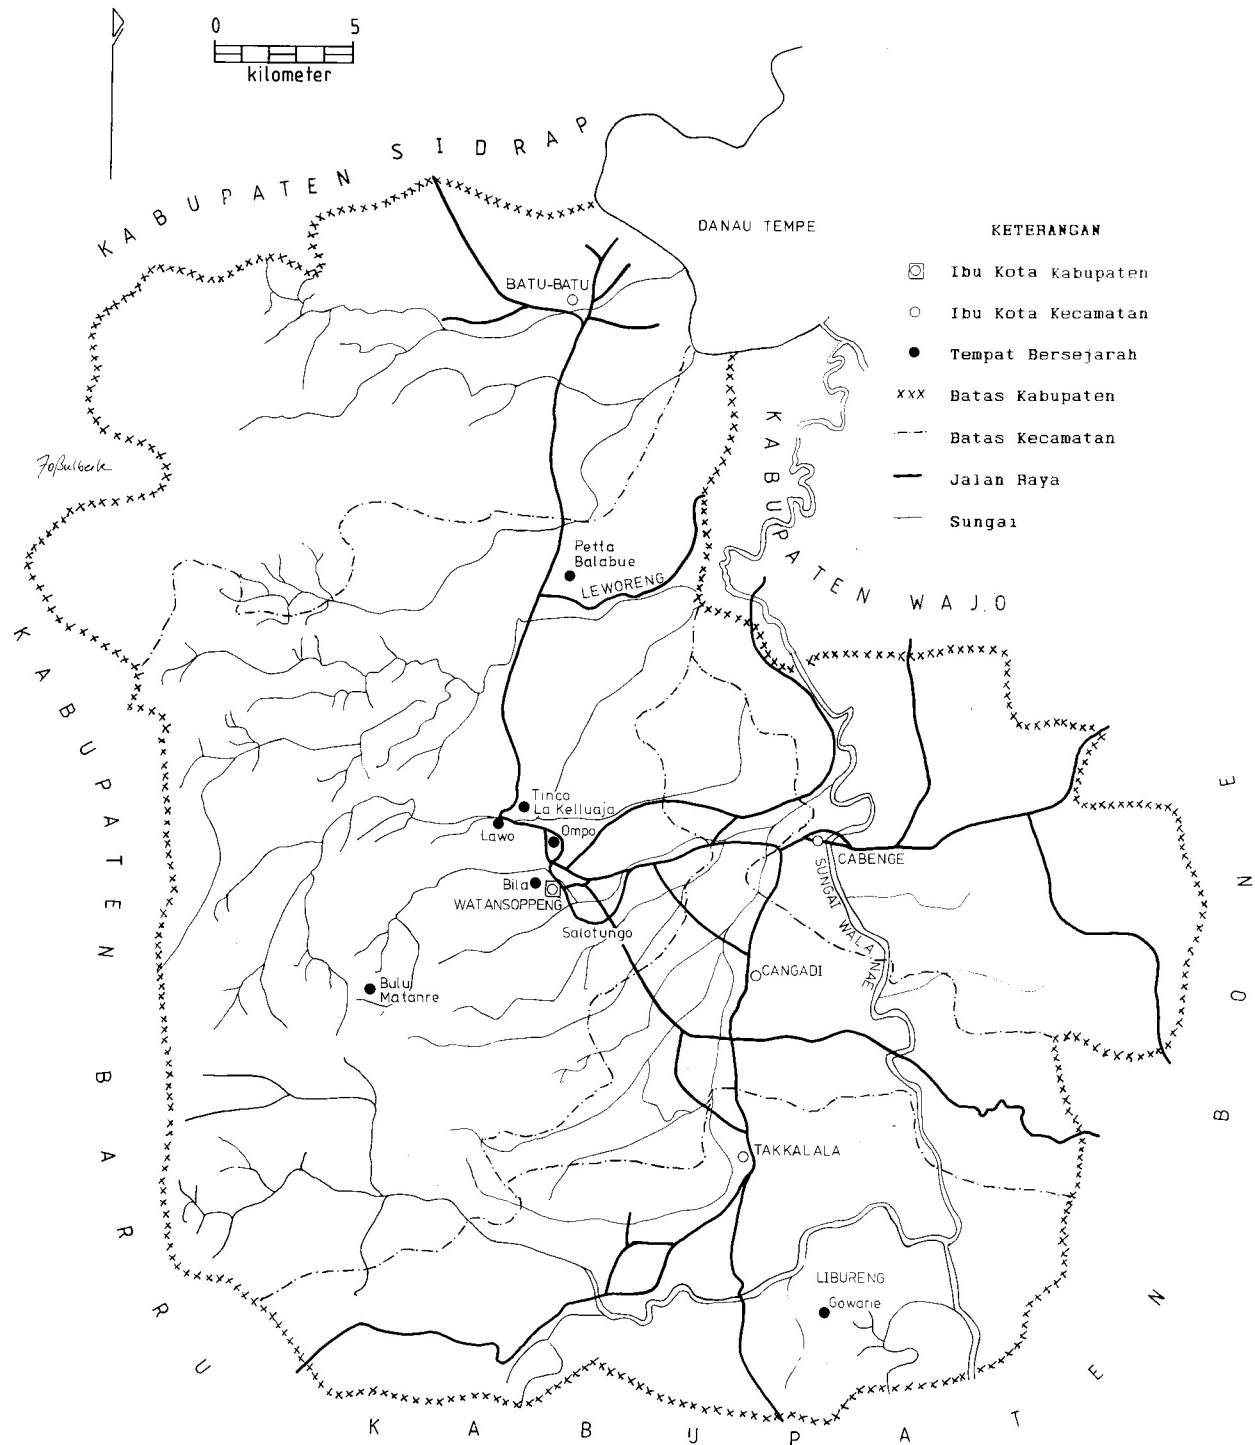 0 5
kilometer
KABUPATEN SIDRAP
DANAU TEMPE
KETERANGAN
Ibu Kota Kabupaten
Ibu Kota Kecamatan
Tempat Bersejarah
xxx Batas Kabupaten
Batas Kecamatan
Jalan Raya
Sungai
BATU-BATU
KABUPATEN WAJO
Petta
Balabue
LEWORENG
KABUPATEN BARRU
Tinco
La Kelluaja
Lawo
Ompo
CABENGE
Bila
WATANSOPPENG
SUNGAI WALANAE
Salotungo
CANGADI
Bulu
Matanre
TAKKALALA
LIBURENG
Gowarie
KABUPATEN BONE